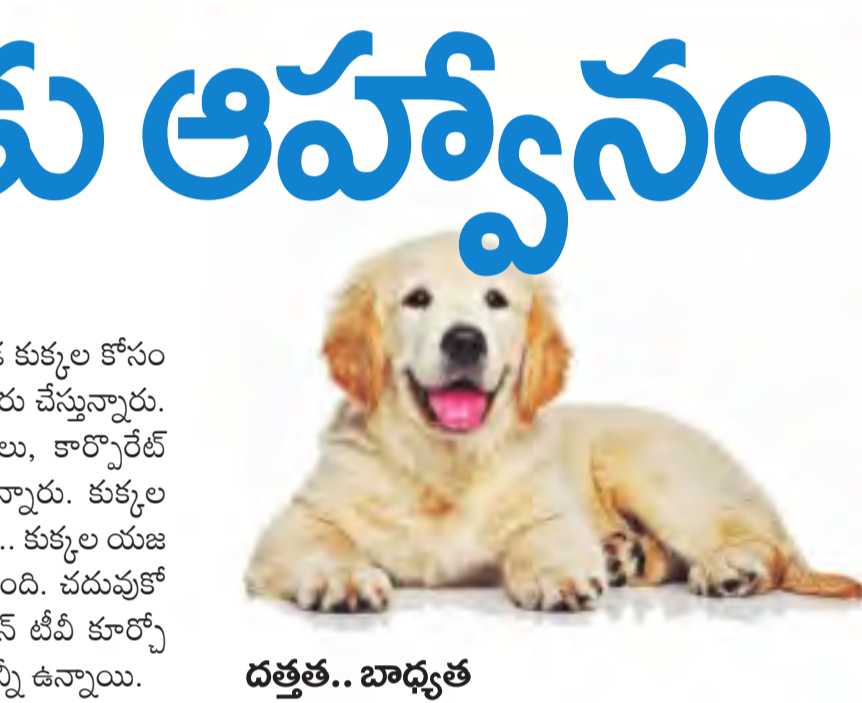 కు ఆహ్వానం
కుక్కల కోసం
రు చేస్తున్నారు.
లు, కార్పొరేట్
న్నారు. కుక్కల
.. కుక్కల యజ
ంది. చదువుకో
న్ టీవీ కూర్చో
న్నీ ఉన్నాయి.
దత్తత.. బాధ్యత